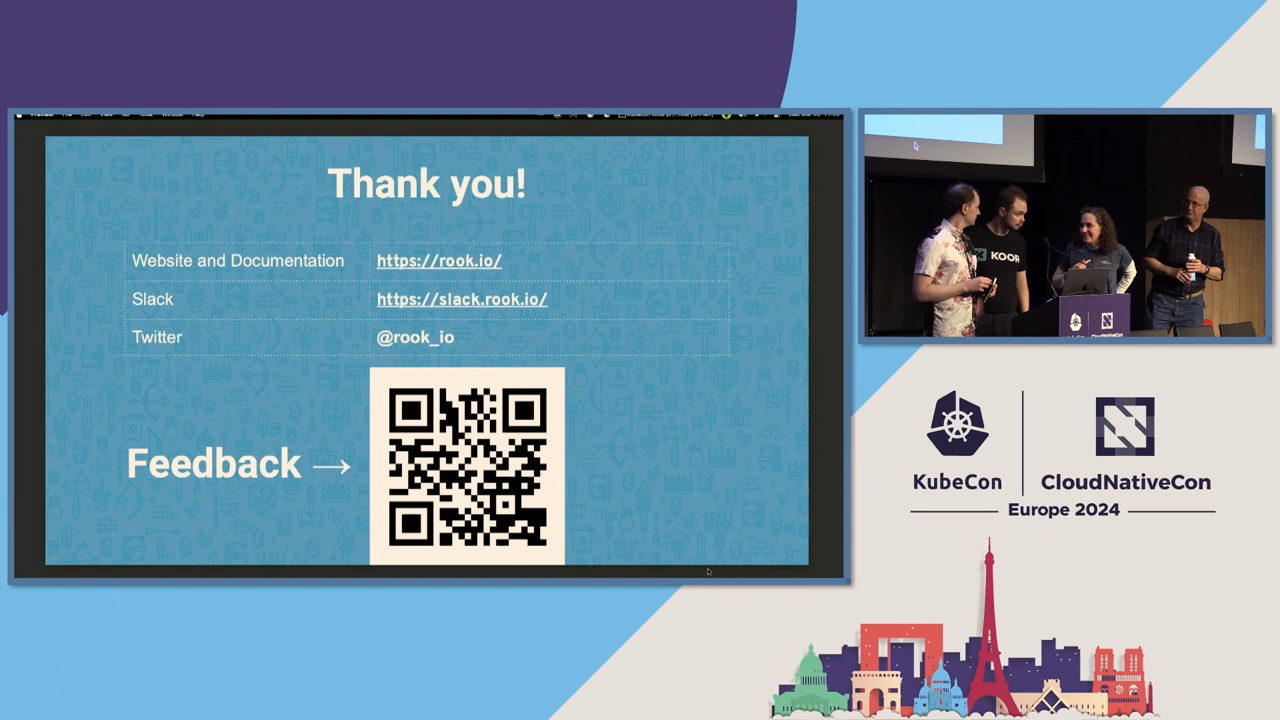 Thank you!
Website and Documentation https://rook.io/
Slack https://slack.rook.io/
Twitter @rook_io
Feedback →
KOOR
KubeCon
CloudNativeCon
Europe 2024